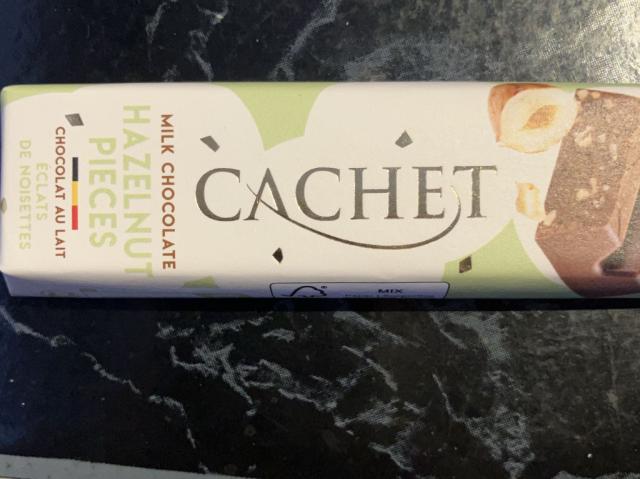 CACHET
MILK CHOCOLATE
HAZELNUT
PIECES
CHOCOLAT AU LAIT
ÉCLATS
DE NOISETTES
MIX